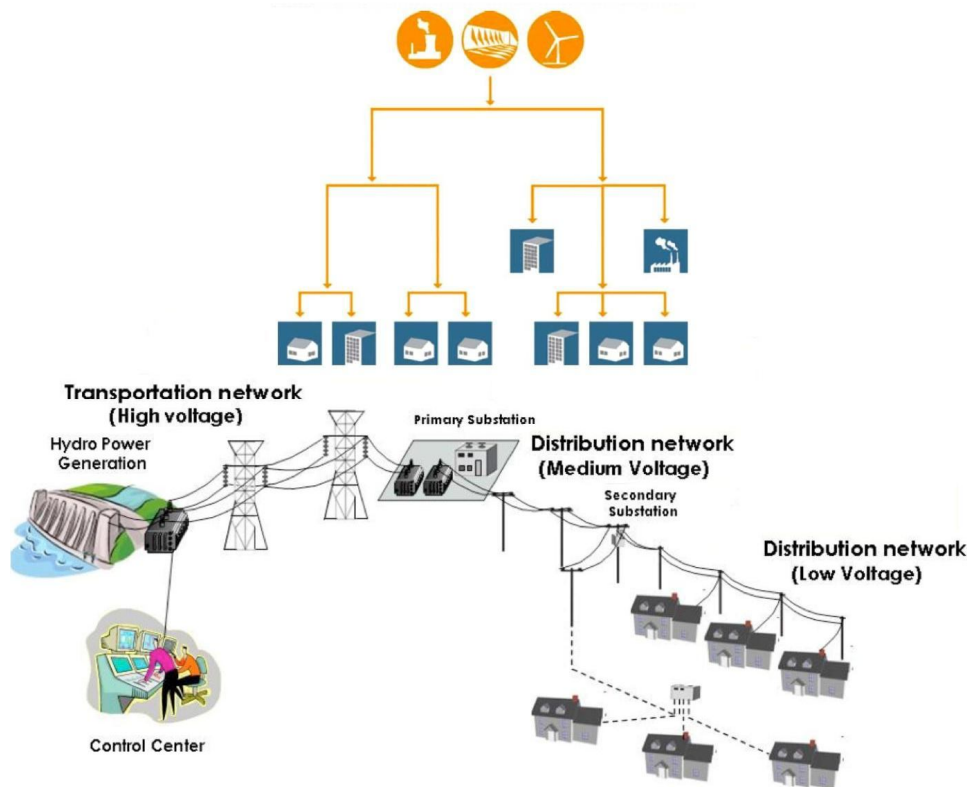 Transportation network
(High voltage)
Hydro Power
Generation
Primary Substation
Distribution network
(Medium Voltage)
Secondary
Substation
Distribution network
(Low Voltage)
Control Center